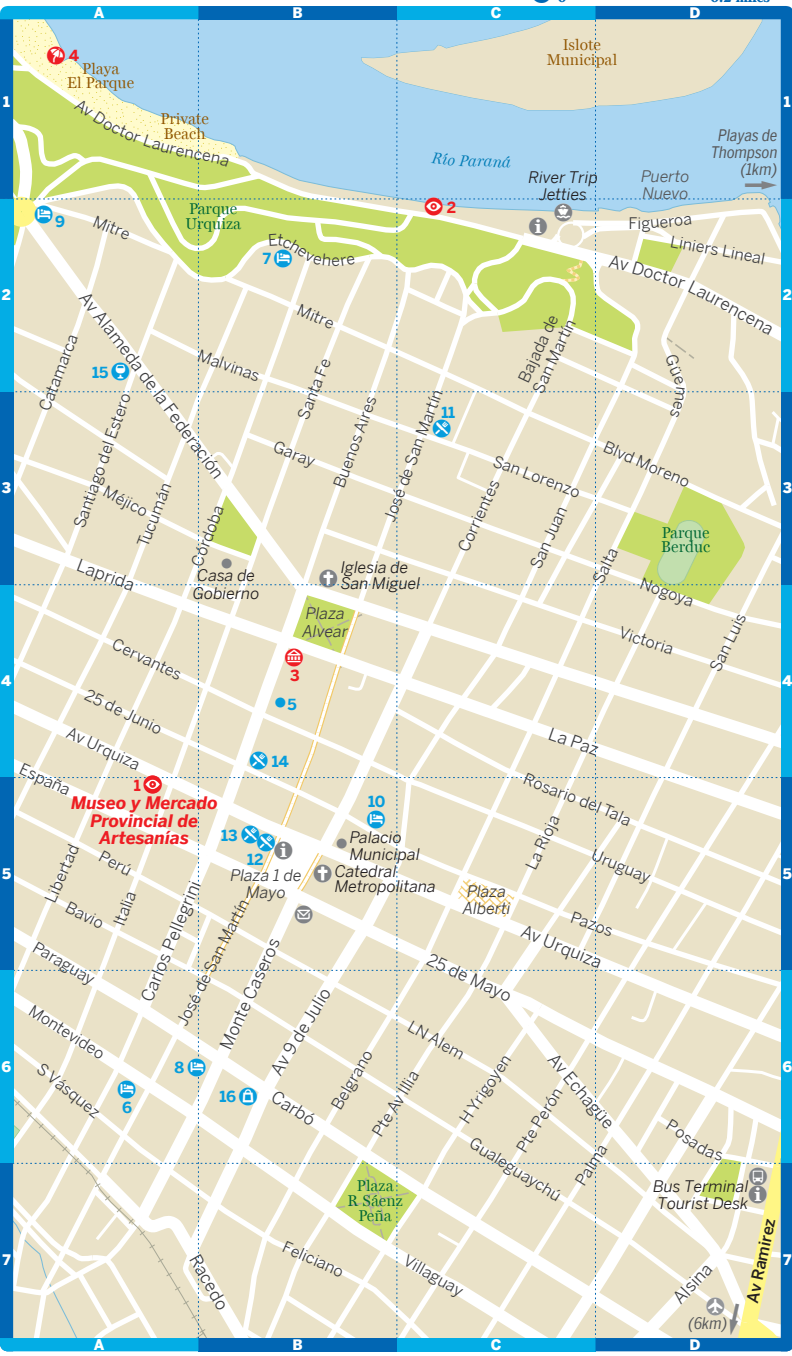 0.2 miles
A
B
C
D
1
1
4
Playa
El Parque
Islote
Municipal
Private
Beach
Av Doctor Laurencena
Río Paraná
River Trip
Jetties
Puerto
Nuevo
Playas de
Thompson
(1km)
2
2
9
Mitre
Parque
Urquiza
2
Etchevehere
7
Figueroa
Liniers Lineal
Av Doctor Laurencena
Mitre
Av Alameda de la Federación
Malvinas
15
Catamarca
Santa Fe
Bajada de
San Martín
Güemes
3
3
Santiago del Estero
Buenos Aires
José de San Martín
11
Garay
San Lorenzo
Blvd Moreno
Méjico
Tucumán
Córdoba
Corrientes
San Juan
Salta
Parque
Berduc
Laprida
Casa de
Gobierno
Iglesia de
San Miguel
Nogoya
4
4
Plaza
Alvear
Victoria
San Luis
Cervantes
3
5
25 de Junio
Av Urquiza
14
La Paz
España
1
Museo y Mercado
Provincial de
Artesanías
10
Rosario del Tala
5
5
13
12
Palacio
Municipal
La Rioja
Uruguay
Libertad
Perú
Plaza 1 de
Mayo
Catedral
Metropolitana
Plaza
Alberti
Bavio
Italia
Carlos Pellegrini
José de San Martín
Pazos
Av Urquiza
Paraguay
Monte Caseros
25 de Mayo
6
6
Montevideo
Av 9 de Julio
LN Alem
Av Echagüe
S Vásquez
8
6
16
Carbó
Belgrano
Pte Av Illia
H Yrigoyen
Pte Perón
Palma
Gualeguaychú
Posadas
7
7
Plaza
R Sáenz
Peña
Bus Terminal
Tourist Desk
Racedo
Feliciano
Villaguay
Alsina
Av Ramirez
(6km)
A
B
C
D